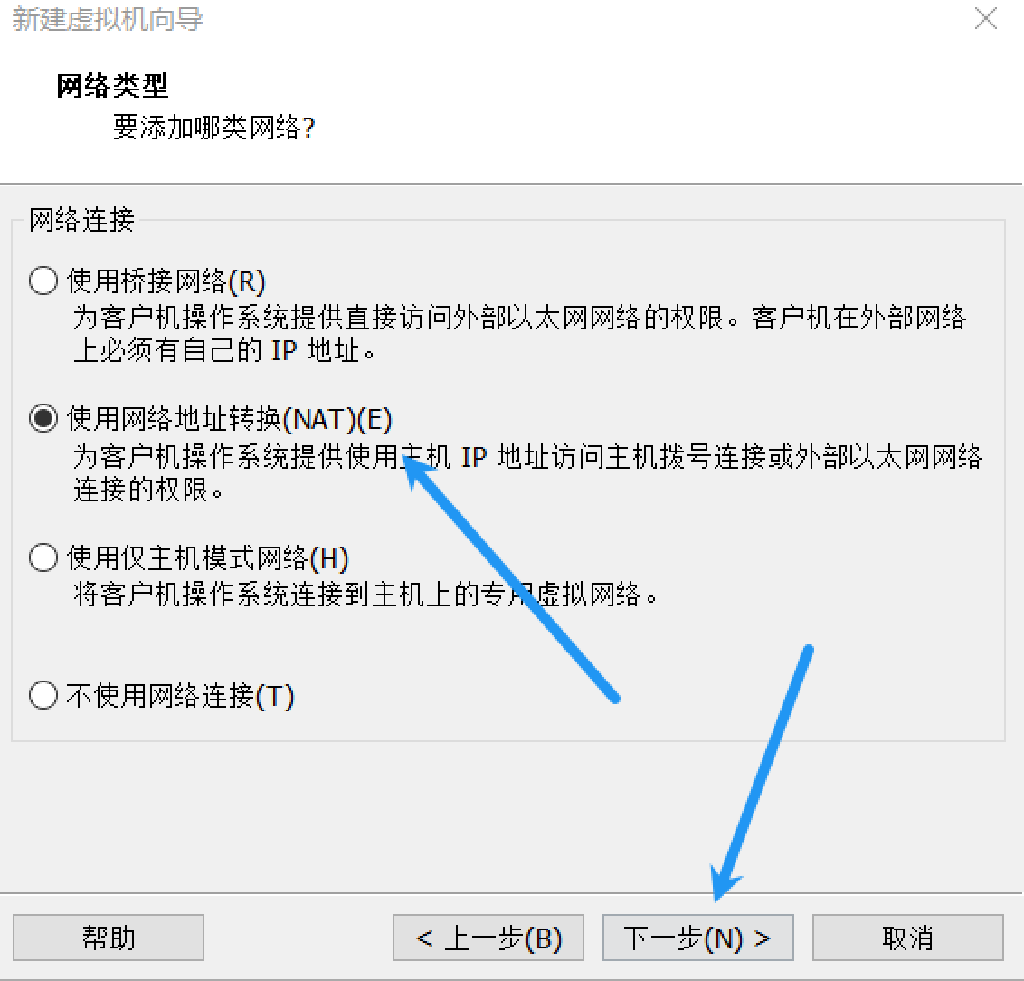 新建虚拟机向导
网络类型
要添加哪类网络?
网络连接
使用桥接网络(R)
为客户机操作系统提供直接访问外部以太网网络的权限。客户机在外部网络
上必须有自己的 IP 地址。
使用网络地址转换(NAT)(E)
为客户机操作系统提供使用主机 IP 地址访问主机拨号连接或外部以太网网络
连接的权限。
使用仅主机模式网络(H)
将客户机操作系统连接到主机上的专用虚拟网络。
不使用网络连接(T)
帮助
< 上一步(B)
下一步(N) >
取消